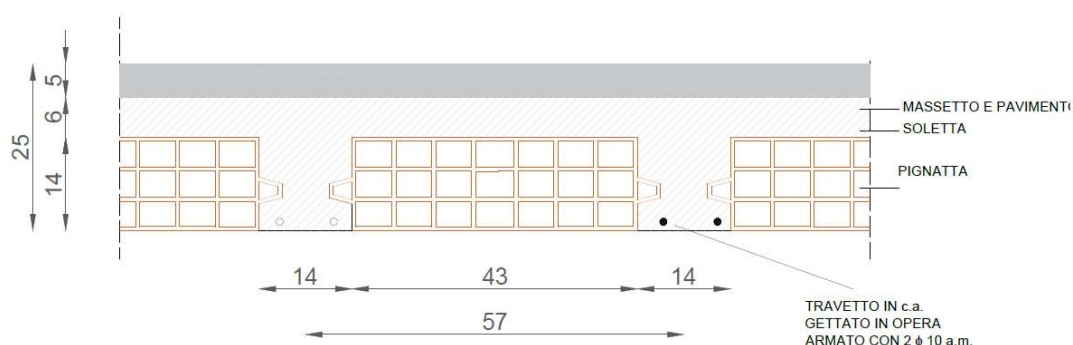 5
6
25
14
MASSETTO E PAVIMENTO
SOLETTA
PIGNATTA
14
43
14
57
TRAVETTO IN c.a.
GETTATO IN OPERA
ARMATO CON 2 ϕ 10 a.m.